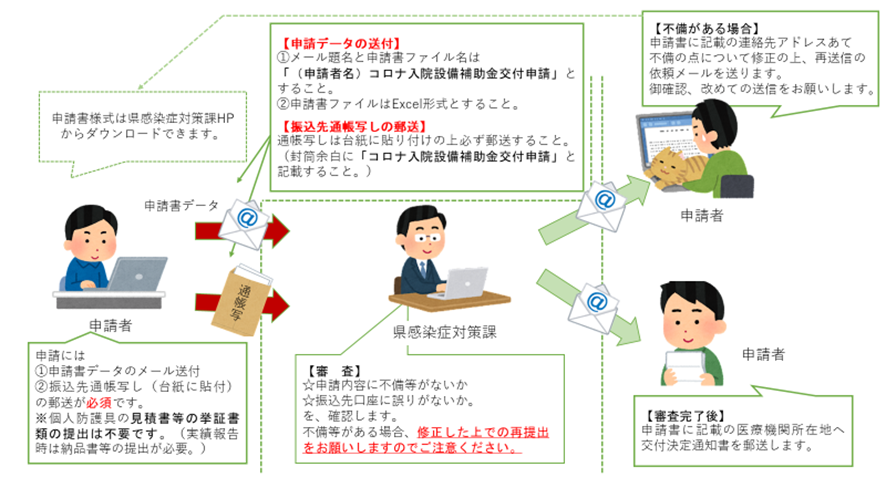 【申請データの送付】
①メール題名と申請書ファイル名は
「（申請者名）コロナ入院設備補助金交付申請」と
すること。
②申請書ファイルはExcel形式とすること。
【振込先通帳写しの郵送】
通帳写しは台紙に貼り付けの上必ず郵送すること。
（封筒余白に「コロナ入院設備補助金交付申請」と
記載すること。）
【不備がある場合】
申請書に記載の連絡先アドレスあて
不備の点について修正の上、再送信の
依頼メールを送ります。
御確認、改めての送信をお願いします。
申請書様式は県感染症対策課HP
からダウンロードできます。
申請書データ
@
通帳写
@
@
申請者
県感染症対策課
申請者
申請者
申請には
①申請書データのメール送付
②振込先通帳写し（台紙に貼付）
の郵送が必須です。
※個人防護具の見積書等の挙証書
類の提出は不要です。（実績報告
時は納品書等の提出が必要。）
【審　査】
☆申請内容に不備等がないか
☆振込先口座に誤りがないか。
を、確認します。
不備等がある場合、修正した上での再提出
をお願いしますのでご注意ください。
【審査完了後】
申請書に記載の医療機関所在地へ
交付決定通知書を郵送します。